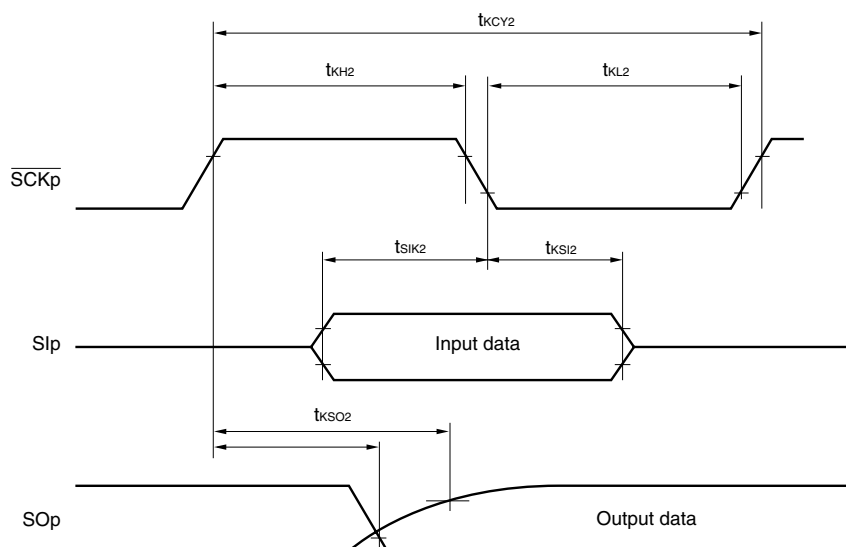 tKCY2
tKH2
tKL2
SCKp
tSIK2
tKSI2
SIp
Input data
tKSO2
SOp
Output data